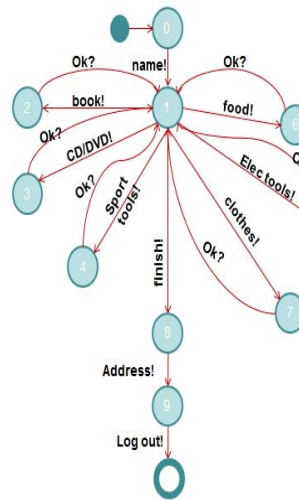 0
Ok?
name!
Ok?
2
book!
1
food!
6
Ok?
CD/DVD!
Elec tools!
3
Ok?
Sport
tools!
4
clothes!
Ok?
7
finish!
8
Address!
9
Log out!